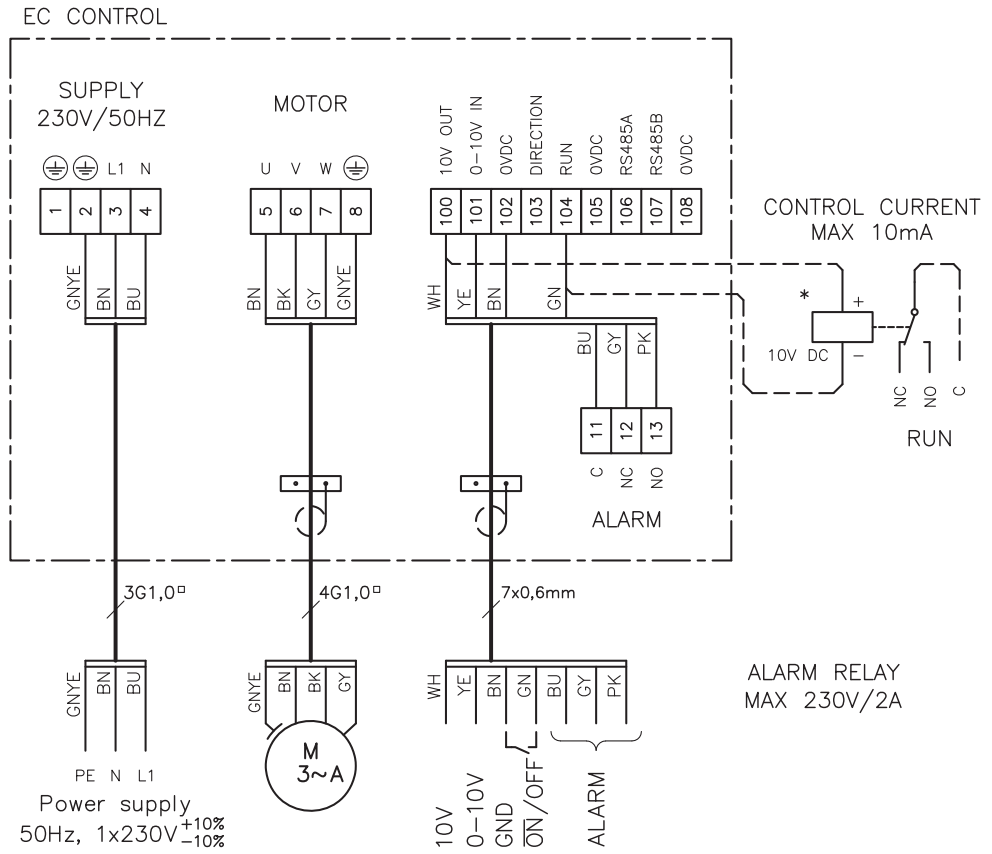 EC CONTROL
SUPPLY
230V/50HZ
MOTOR
10V OUT
0-10V IN
0VDC
DIRECTION
RUN
0VDC
RS485A
RS485B
0VDC
L1 N
U V W
1 2 3 4
5 6 7 8
100 101 102 103 104 105 106 107 108
CONTROL CURRENT
MAX 10mA
GNYE BN BU
BN BK GY GNYE
WH YE BN GN
* +
10V DC -
NC NO C
RUN
BU GY PK
11 12 13
C NC NO
ALARM
3G1,0▫
4G1,0▫
7x0,6mm
GNYE BN BU
GNYE BN BK GY
WH YE BN GN BU GY PK
ALARM RELAY
MAX 230V/2A
M
3~A
PE N L1
Power supply
50Hz, 1x230V +10%
-10%
10V
0-10V
GND
ON/OFF
ALARM